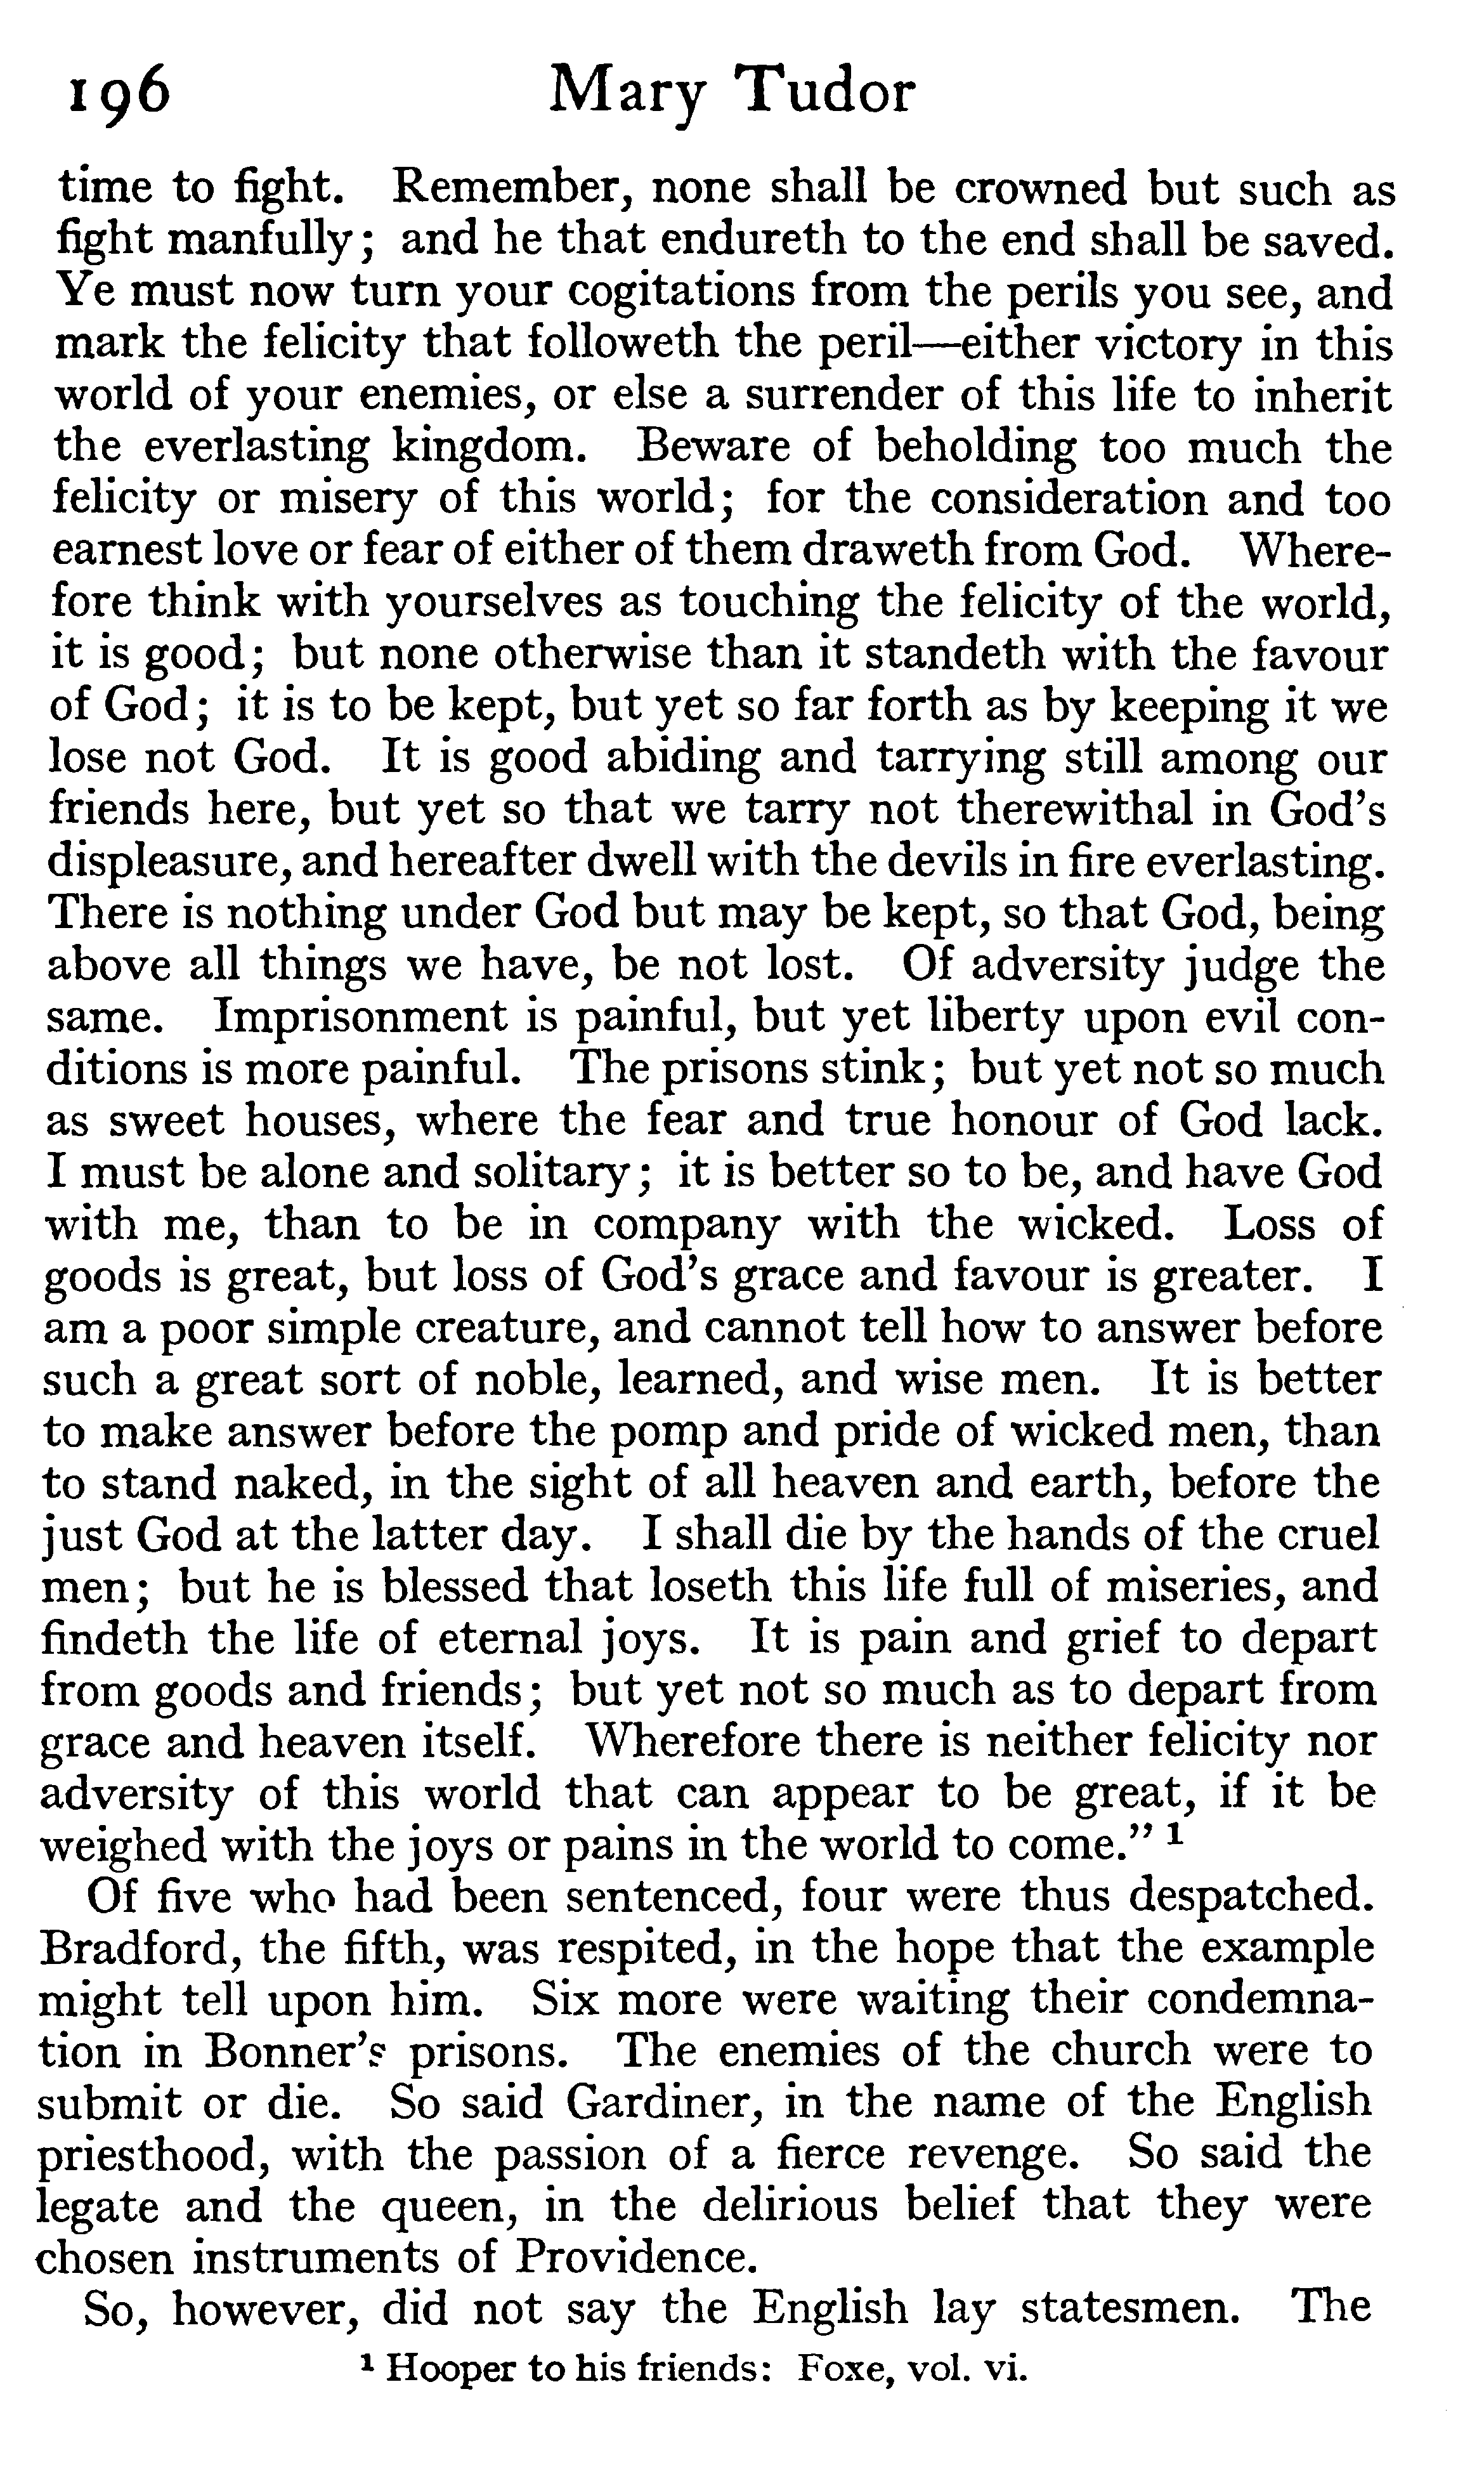 196 Mary Tudor
time to fight. Remember, none shall be crowned but such as
fight manfully; and he that endureth to the end shall be saved.
Ye must now turn your cogitations from the perils you see, and
mark the felicity that followeth the peril—either victory in this
world of your enemies, or else a surrender of this life to inherit
the everlasting kingdom. Beware of beholding too much the
felicity or misery of this world; for the consideration and too
earnest love or fear of either of them draweth from God. Where-
fore think with yourselves as touching the felicity of the world,
it is good; but none otherwise than it standeth with the favour
of God; it is to be kept, but yet so far forth as by keeping it we
lose not God. It is good abiding and tarrying still among our
friends here, but yet so that we tarry not therewithal in God's
displeasure, and hereafter dwell with the devils in fire everlasting.
There is nothing under God but may be kept, so that God, being
above all things we have, be not lost. Of adversity judge the
same. Imprisonment is painful, but yet liberty upon evil con-
ditions is more painful. The prisons stink; but yet not so much
as sweet houses, where the fear and true honour of God lack.
I must be alone and solitary; it is better so to be, and have God
with me, than to be in company with the wicked. Loss of
goods is great, but loss of God's grace and favour is greater. I
am a poor simple creature, and cannot tell how to answer before
such a great sort of noble, learned, and wise men. It is better
to make answer before the pomp and pride of wicked men, than
to stand naked, in the sight of all heaven and earth, before the
just God at the latter day. I shall die by the hands of the cruel
men; but he is blessed that loseth this life full of miseries, and
findeth the life of eternal joys. It is pain and grief to depart
from goods and friends; but yet not so much as to depart from
grace and heaven itself. Wherefore there is neither felicity nor
adversity of this world that can appear to be great, if it be
weighed with the joys or pains in the world to come." 1
Of five who had been sentenced, four were thus despatched.
Bradford, the fifth, was respited, in the hope that the example
might tell upon him. Six more were waiting their condemna-
tion in Bonner's prisons. The enemies of the church were to
submit or die. So said Gardiner, in the name of the English
priesthood, with the passion of a fierce revenge. So said the
legate and the queen, in the delirious belief that they were
chosen instruments of Providence.
So, however, did not say the English lay statesmen. The
1 Hooper to his friends: Foxe, vol. vi.